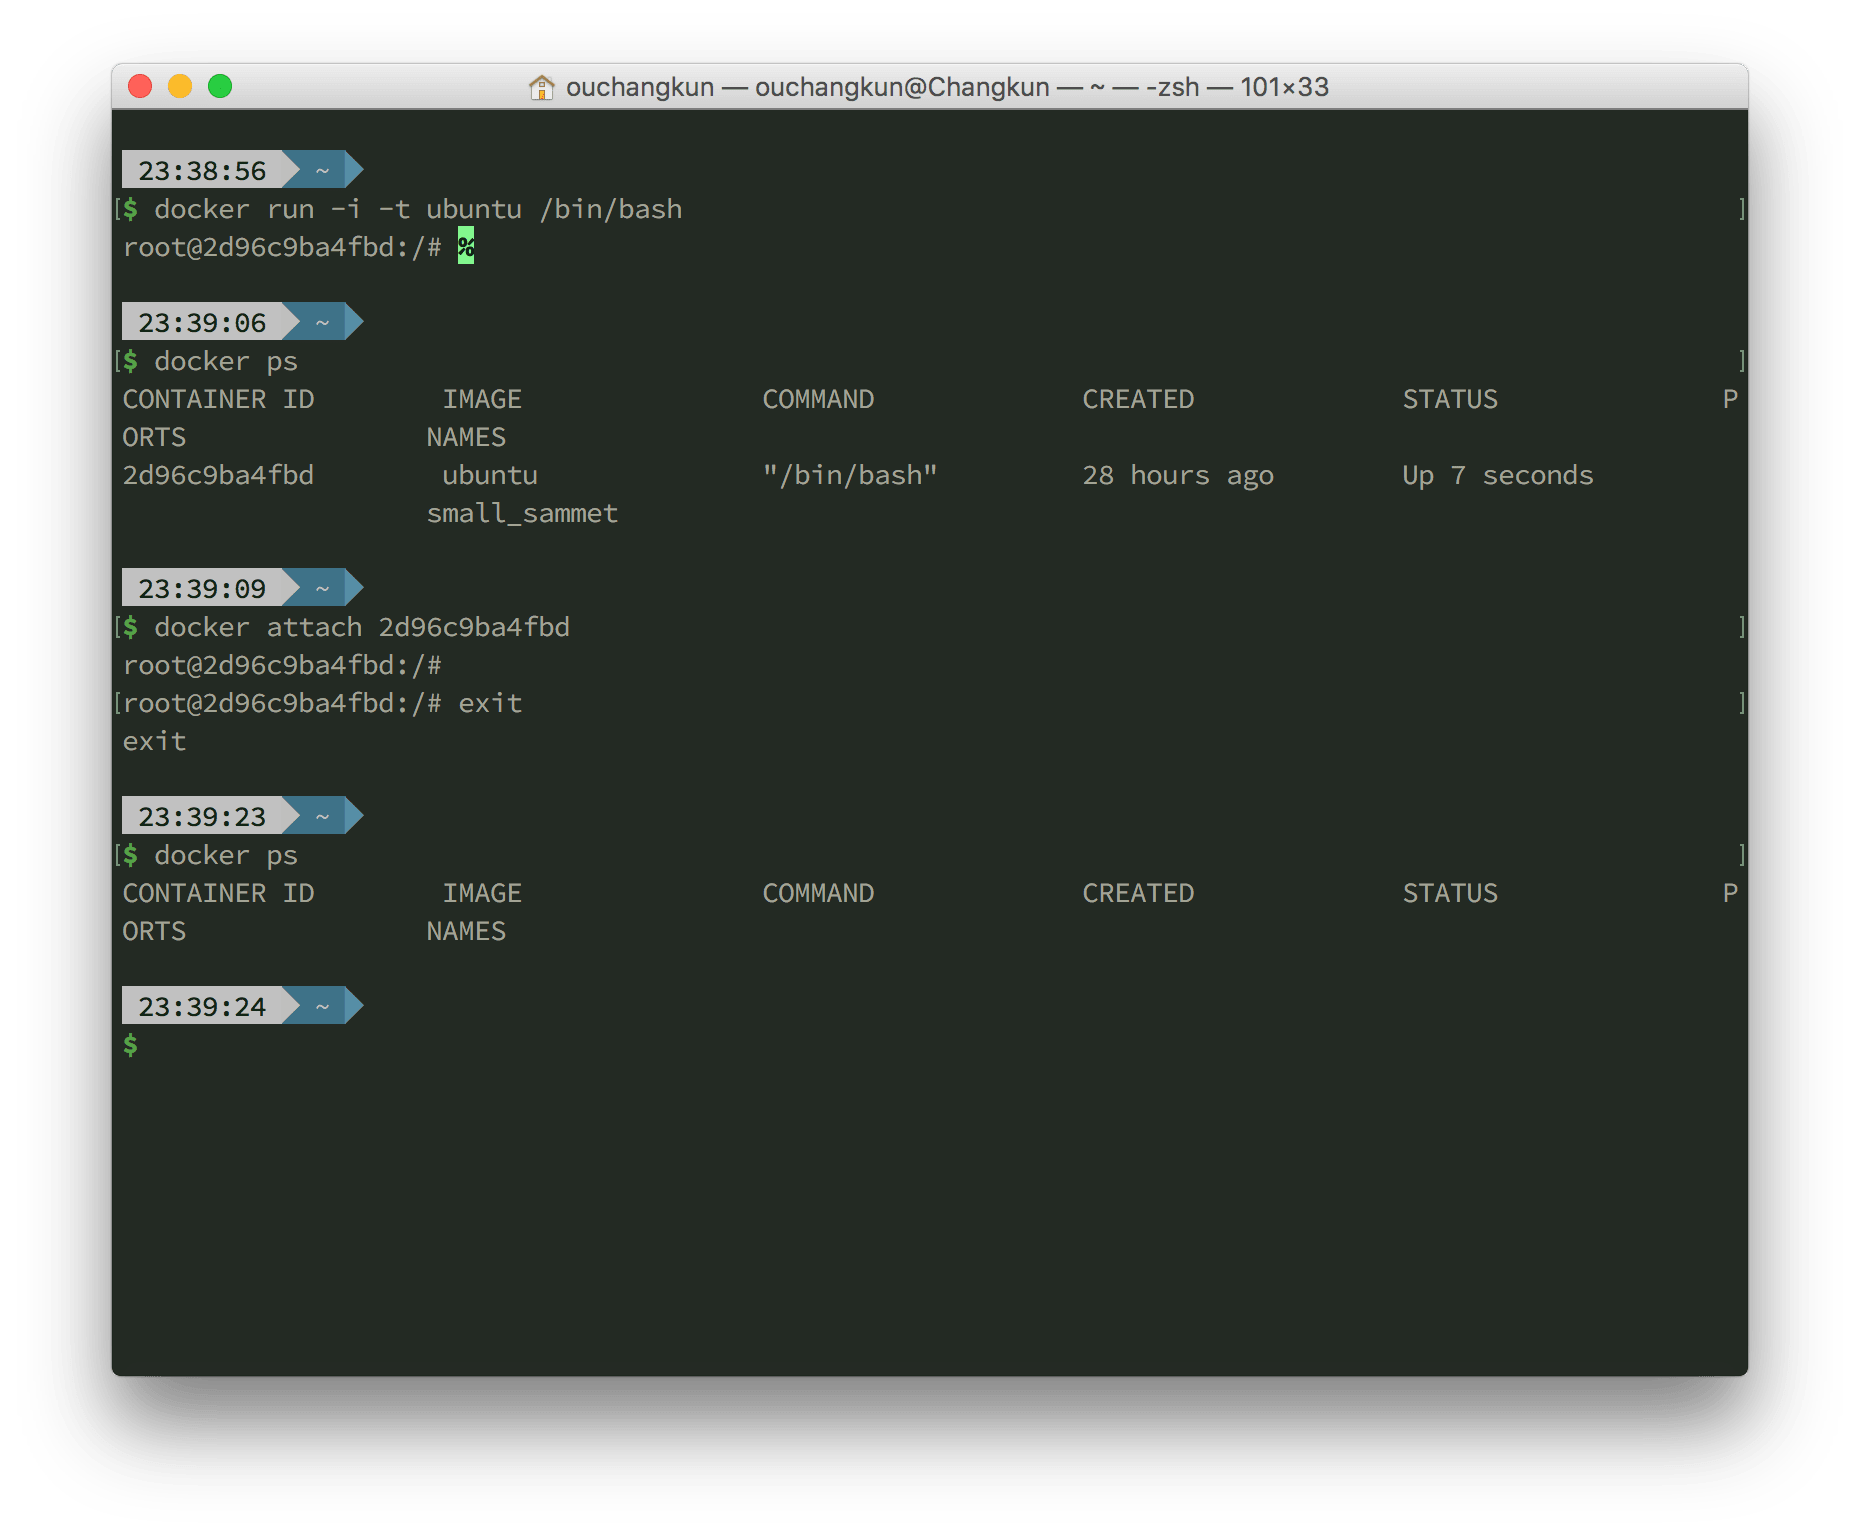 ouchangkun — ouchangkun@Changkun — ~ — -zsh — 101×33
23:38:56 ~
[$ docker run -i -t ubuntu /bin/bash ]
root@2d96c9ba4fbd:/# %
23:39:06 ~
[$ docker ps ]
CONTAINER ID IMAGE COMMAND CREATED STATUS P
ORTS NAMES
2d96c9ba4fbd ubuntu "/bin/bash" 28 hours ago Up 7 seconds
small_sammet
23:39:09 ~
[$ docker attach 2d96c9ba4fbd ]
root@2d96c9ba4fbd:/#
[root@2d96c9ba4fbd:/# exit ]
exit
23:39:23 ~
[$ docker ps ]
CONTAINER ID IMAGE COMMAND CREATED STATUS P
ORTS NAMES
23:39:24 ~
$